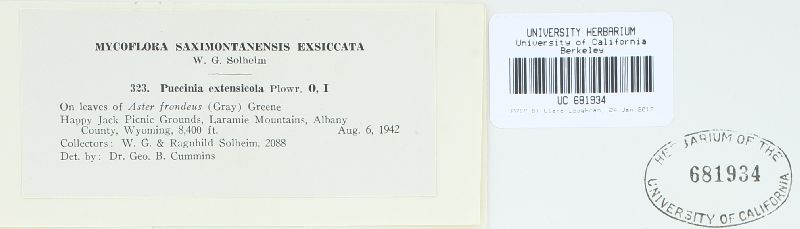 MYCOFLORA SAXIMONTANENSIS EXSICCATA
W. G. Solheim
323. Puccinia extensicola Plowr. O, I
On leaves of Aster frondeus (Gray) Greene
Happy Jack Picnic Grounds, Laramie Mountains, Albany
County, Wyoming, 8,400 ft. Aug. 6, 1942
Collectors: W. G. & Ragnhild Solheim, 2088
Det. by: Dr. Geo. B. Cummins
UNIVERSITY HERBARIUM
University of California
Berkeley
UC 681934
HERBARIUM OF THE
681934
UNIVERSITY OF CALIFORNIA